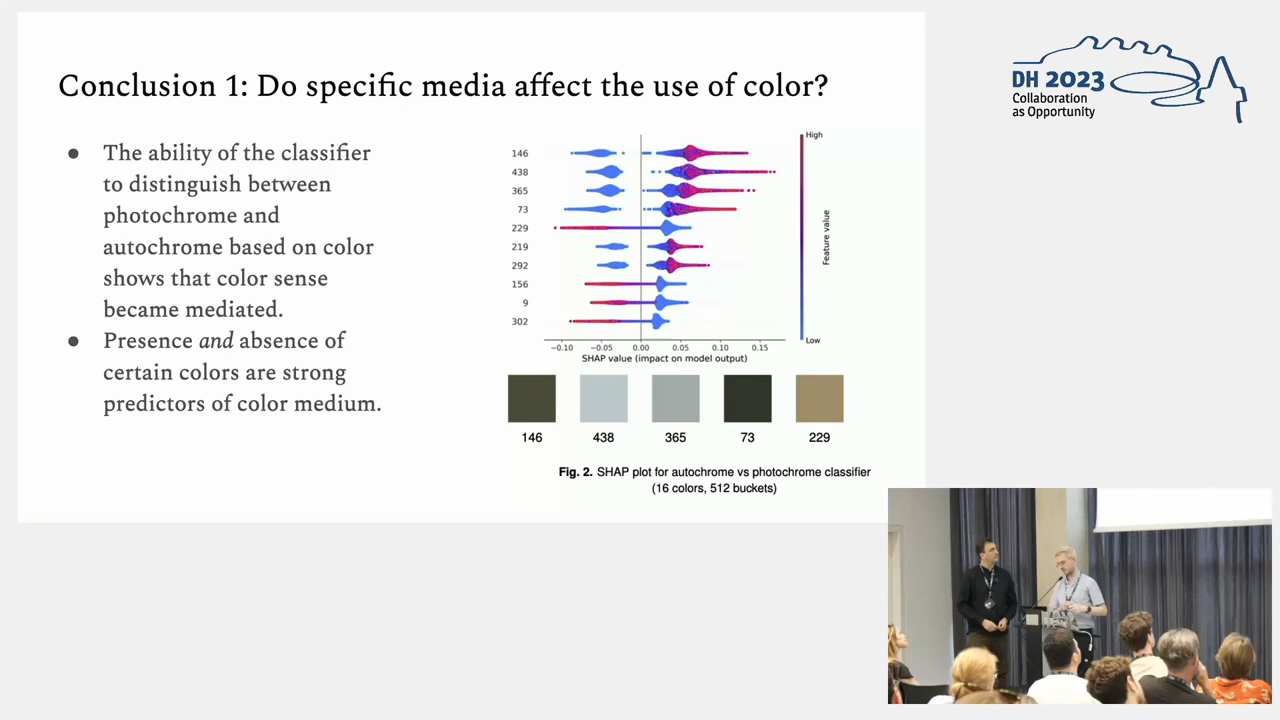 Conclusion 1: Do specific media affect the use of color?
● The ability of the classifier
to distinguish between
photochrome and
autochrome based on color
shows that color sense
became mediated.
● Presence and absence of
certain colors are strong
predictors of color medium.
High
146
438
365
73
229
219
292
156
9
302
Feature value
Low
−0.10 −0.05 0.00 0.05 0.10 0.15
SHAP value (impact on model output)
146 438 365 73 229
Fig. 2. SHAP plot for autochrome vs photochrome classifier
(16 colors, 512 buckets)
DH 2023
Collaboration
as Opportunity